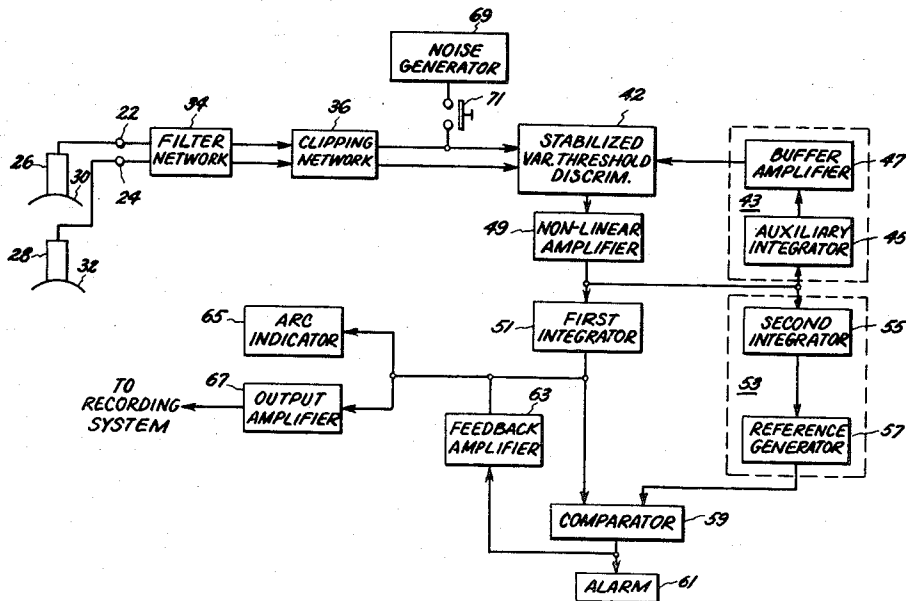 69
NOISE
GENERATOR
71
34
FILTER
NETWORK
36
CLIPPING
NETWORK
42
STABILIZED
VAR. THRESHOLD
DISCRIM.
22
24
26
30
28
32
BUFFER
AMPLIFIER
47
43
AUXILIARY
INTEGRATOR
45
49
NON-LINEAR
AMPLIFIER
51
FIRST
INTEGRATOR
SECOND
INTEGRATOR
55
53
REFERENCE
GENERATOR
57
65
ARC
INDICATOR
67
OUTPUT
AMPLIFIER
TO
RECORDING
SYSTEM
63
FEEDBACK
AMPLIFIER
COMPARATOR
59
ALARM
61